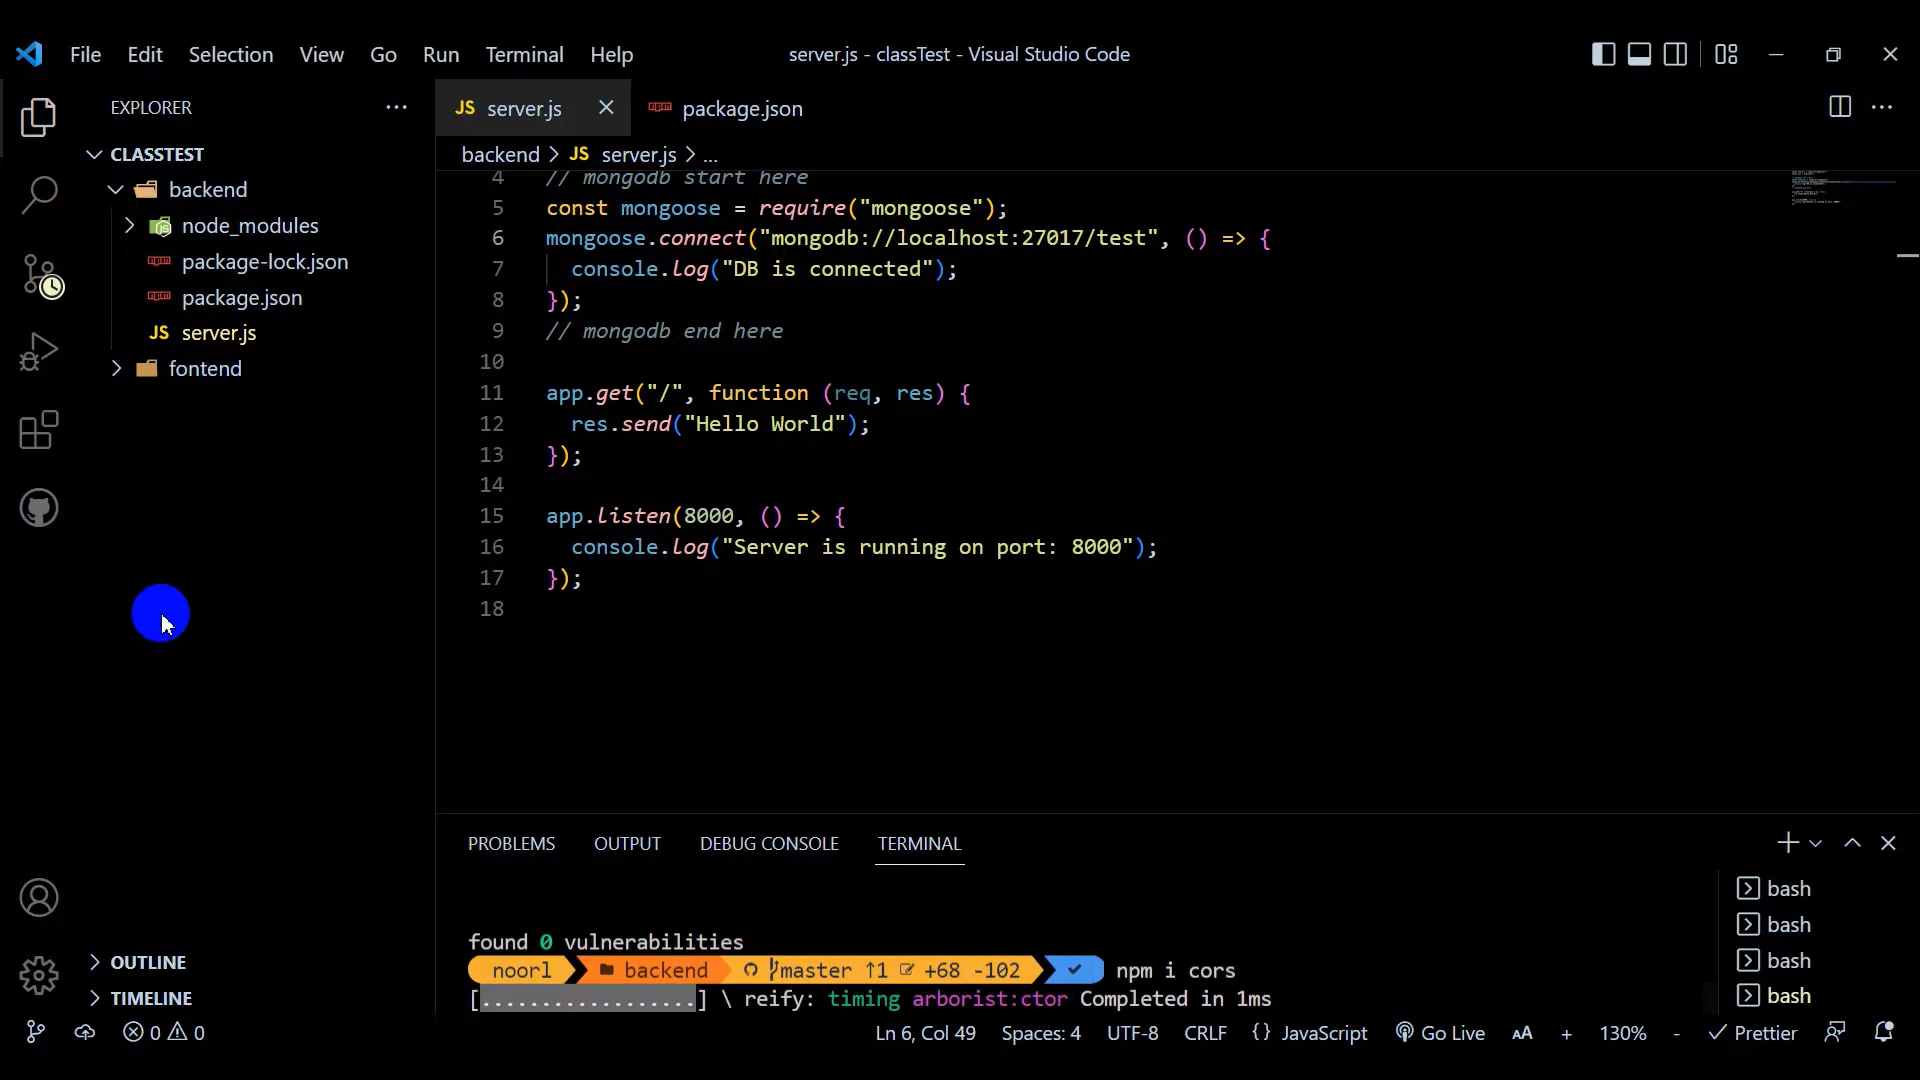 File Edit Selection View Go Run Terminal Help
server.js - classTest - Visual Studio Code
EXPLORER
CLASSTEST
backend
node_modules
package-lock.json
package.json
JS server.js
fontend
OUTLINE
TIMELINE
JS server.js
package.json
backend > JS server.js > ...
4 // mongodb start here
5 const mongoose = require("mongoose");
6 mongoose.connect("mongodb://localhost:27017/test", () => {
7 console.log("DB is connected");
8 });
9 // mongodb end here
10
11 app.get("/", function (req, res) {
12 res.send("Hello World");
13 });
14
15 app.listen(8000, () => {
16 console.log("Server is running on port: 8000");
17 });
18
PROBLEMS OUTPUT DEBUG CONSOLE TERMINAL
found 0 vulnerabilities
noorl backend master ↑1 +68 -102 npm i cors
[..................] \ reify: timing arborist:ctor Completed in 1ms
bash
bash
bash
bash
0 0 Ln 6, Col 49 Spaces: 4 UTF-8 CRLF {} JavaScript Go Live AA + 130% - Prettier